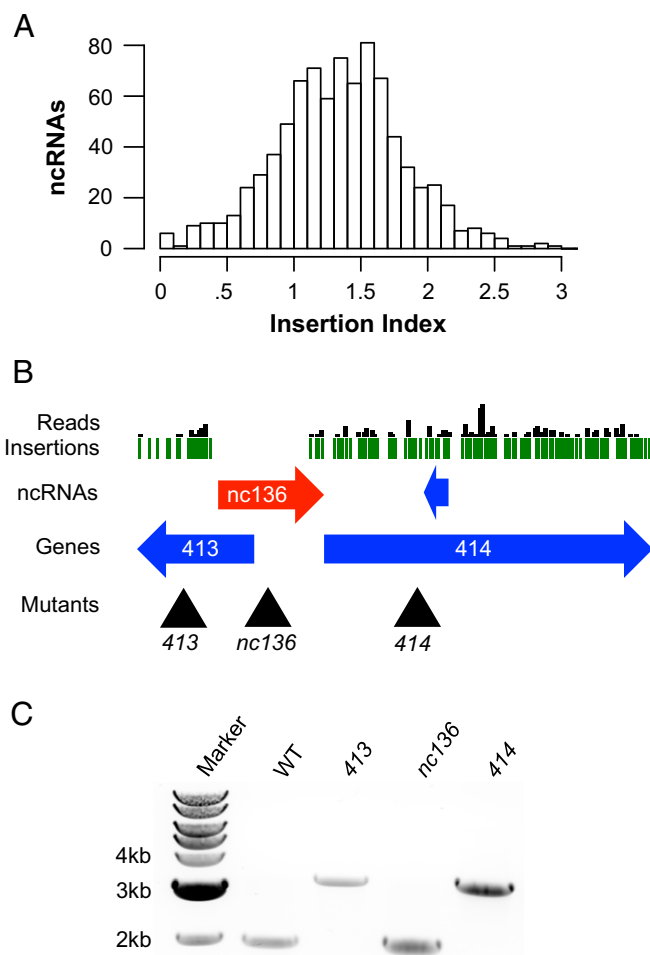 A
80
60
40
20
0
ncRNAs
0 .5 1 1.5 2 2.5 3
Insertion Index
B
Reads
Insertions
ncRNAs
nc136
Genes
413 414
Mutants
413 nc136 414
C
Marker WT 413 nc136 414
4kb
3kb
2kb